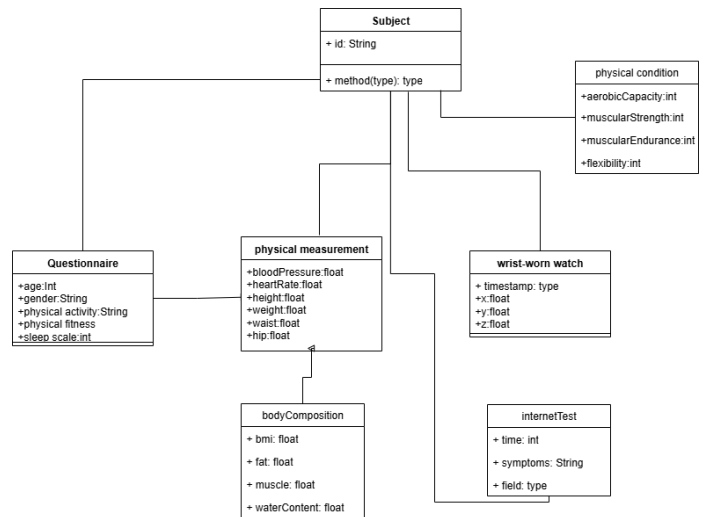 Subject
+ id: String
+ method(type): type
physical condition
+aerobicCapacity:int
+muscularStrength:int
+muscularEndurance:int
+flexibility:int
Questionnaire
+age:Int
+gender:String
+physical activity:String
+physical fitness
+sleep scale:int
physical measurement
+bloodPressure:float
+heartRate:float
+height:float
+weight:float
+waist:float
+hip:float
wrist-worn watch
+ timestamp: type
+x:float
+y:float
+z:float
bodyComposition
+ bmi: float
+ fat: float
+ muscle: float
+ waterContent: float
internetTest
+ time: int
+ symptoms: String
+ field: type